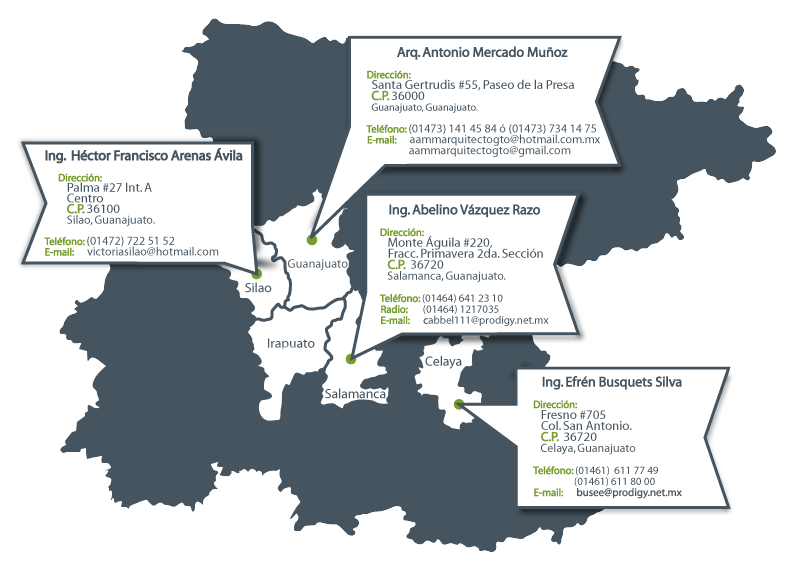 Arq. Antonio Mercado Muñoz
Dirección:
Santa Gertrudis #55, Paseo de la Presa
C.P. 36000
Guanajuato, Guanajuato.
Teléfono: (01473) 141 45 84 ó (01473) 734 14 75
E-mail: aammarquitectogto@hotmail.com.mx
aammarquitectogto@gmail.com
Ing. Héctor Francisco Arenas Ávila
Dirección:
Palma #27 Int. A
Centro
C.P. 36100
Silao, Guanajuato.
Teléfono: (01472) 722 51 52
E-mail: victoriasilao@hotmail.com
Ing. Abelino Vázquez Razo
Dirección:
Monte Águila #220,
Fracc. Primavera 2da. Sección
C.P. 36720
Salamanca, Guanajuato.
Teléfono: (01464) 641 23 10
Radio: (01464) 1217035
E-mail: cabbel111@prodigy.net.mx
Guanajuato
Silao
Irapuato
Salamanca
Celaya
Ing. Efrén Busquets Silva
Dirección:
Fresno #705
Col. San Antonio.
C.P. 36720
Celaya, Guanajuato
Teléfono: (01461) 611 77 49
(01461) 611 80 00
E-mail: busee@prodigy.net.mx